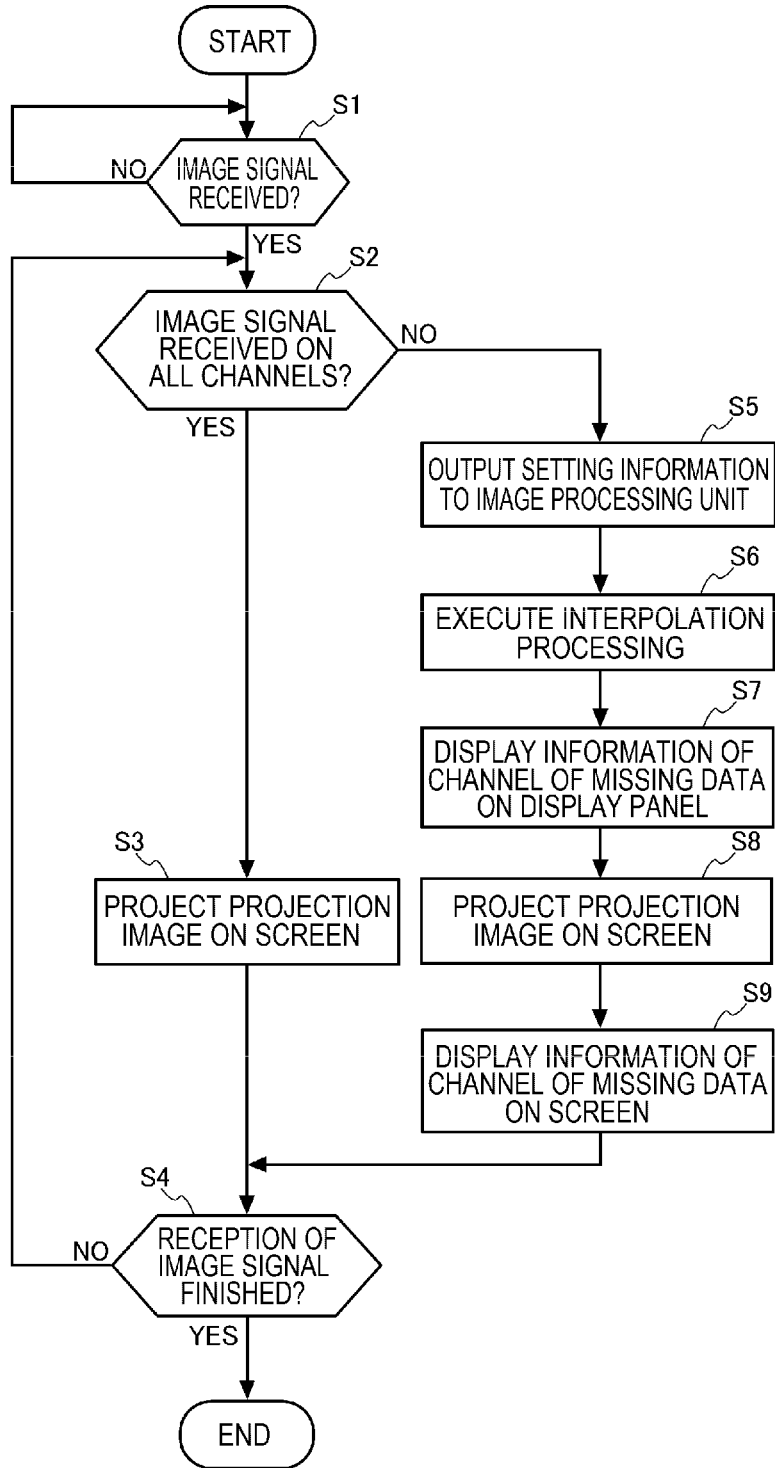 START
S1
IMAGE SIGNAL
RECEIVED?
NO
YES
S2
IMAGE SIGNAL
RECEIVED ON
ALL CHANNELS?
NO
YES
S5
OUTPUT SETTING INFORMATION
TO IMAGE PROCESSING UNIT
S6
EXECUTE INTERPOLATION
PROCESSING
S7
DISPLAY INFORMATION OF
CHANNEL OF MISSING DATA
ON DISPLAY PANEL
S3
PROJECT PROJECTION
IMAGE ON SCREEN
S8
PROJECT PROJECTION
IMAGE ON SCREEN
S9
DISPLAY INFORMATION OF
CHANNEL OF MISSING DATA
ON SCREEN
S4
RECEPTION OF
IMAGE SIGNAL
FINISHED?
NO
YES
END